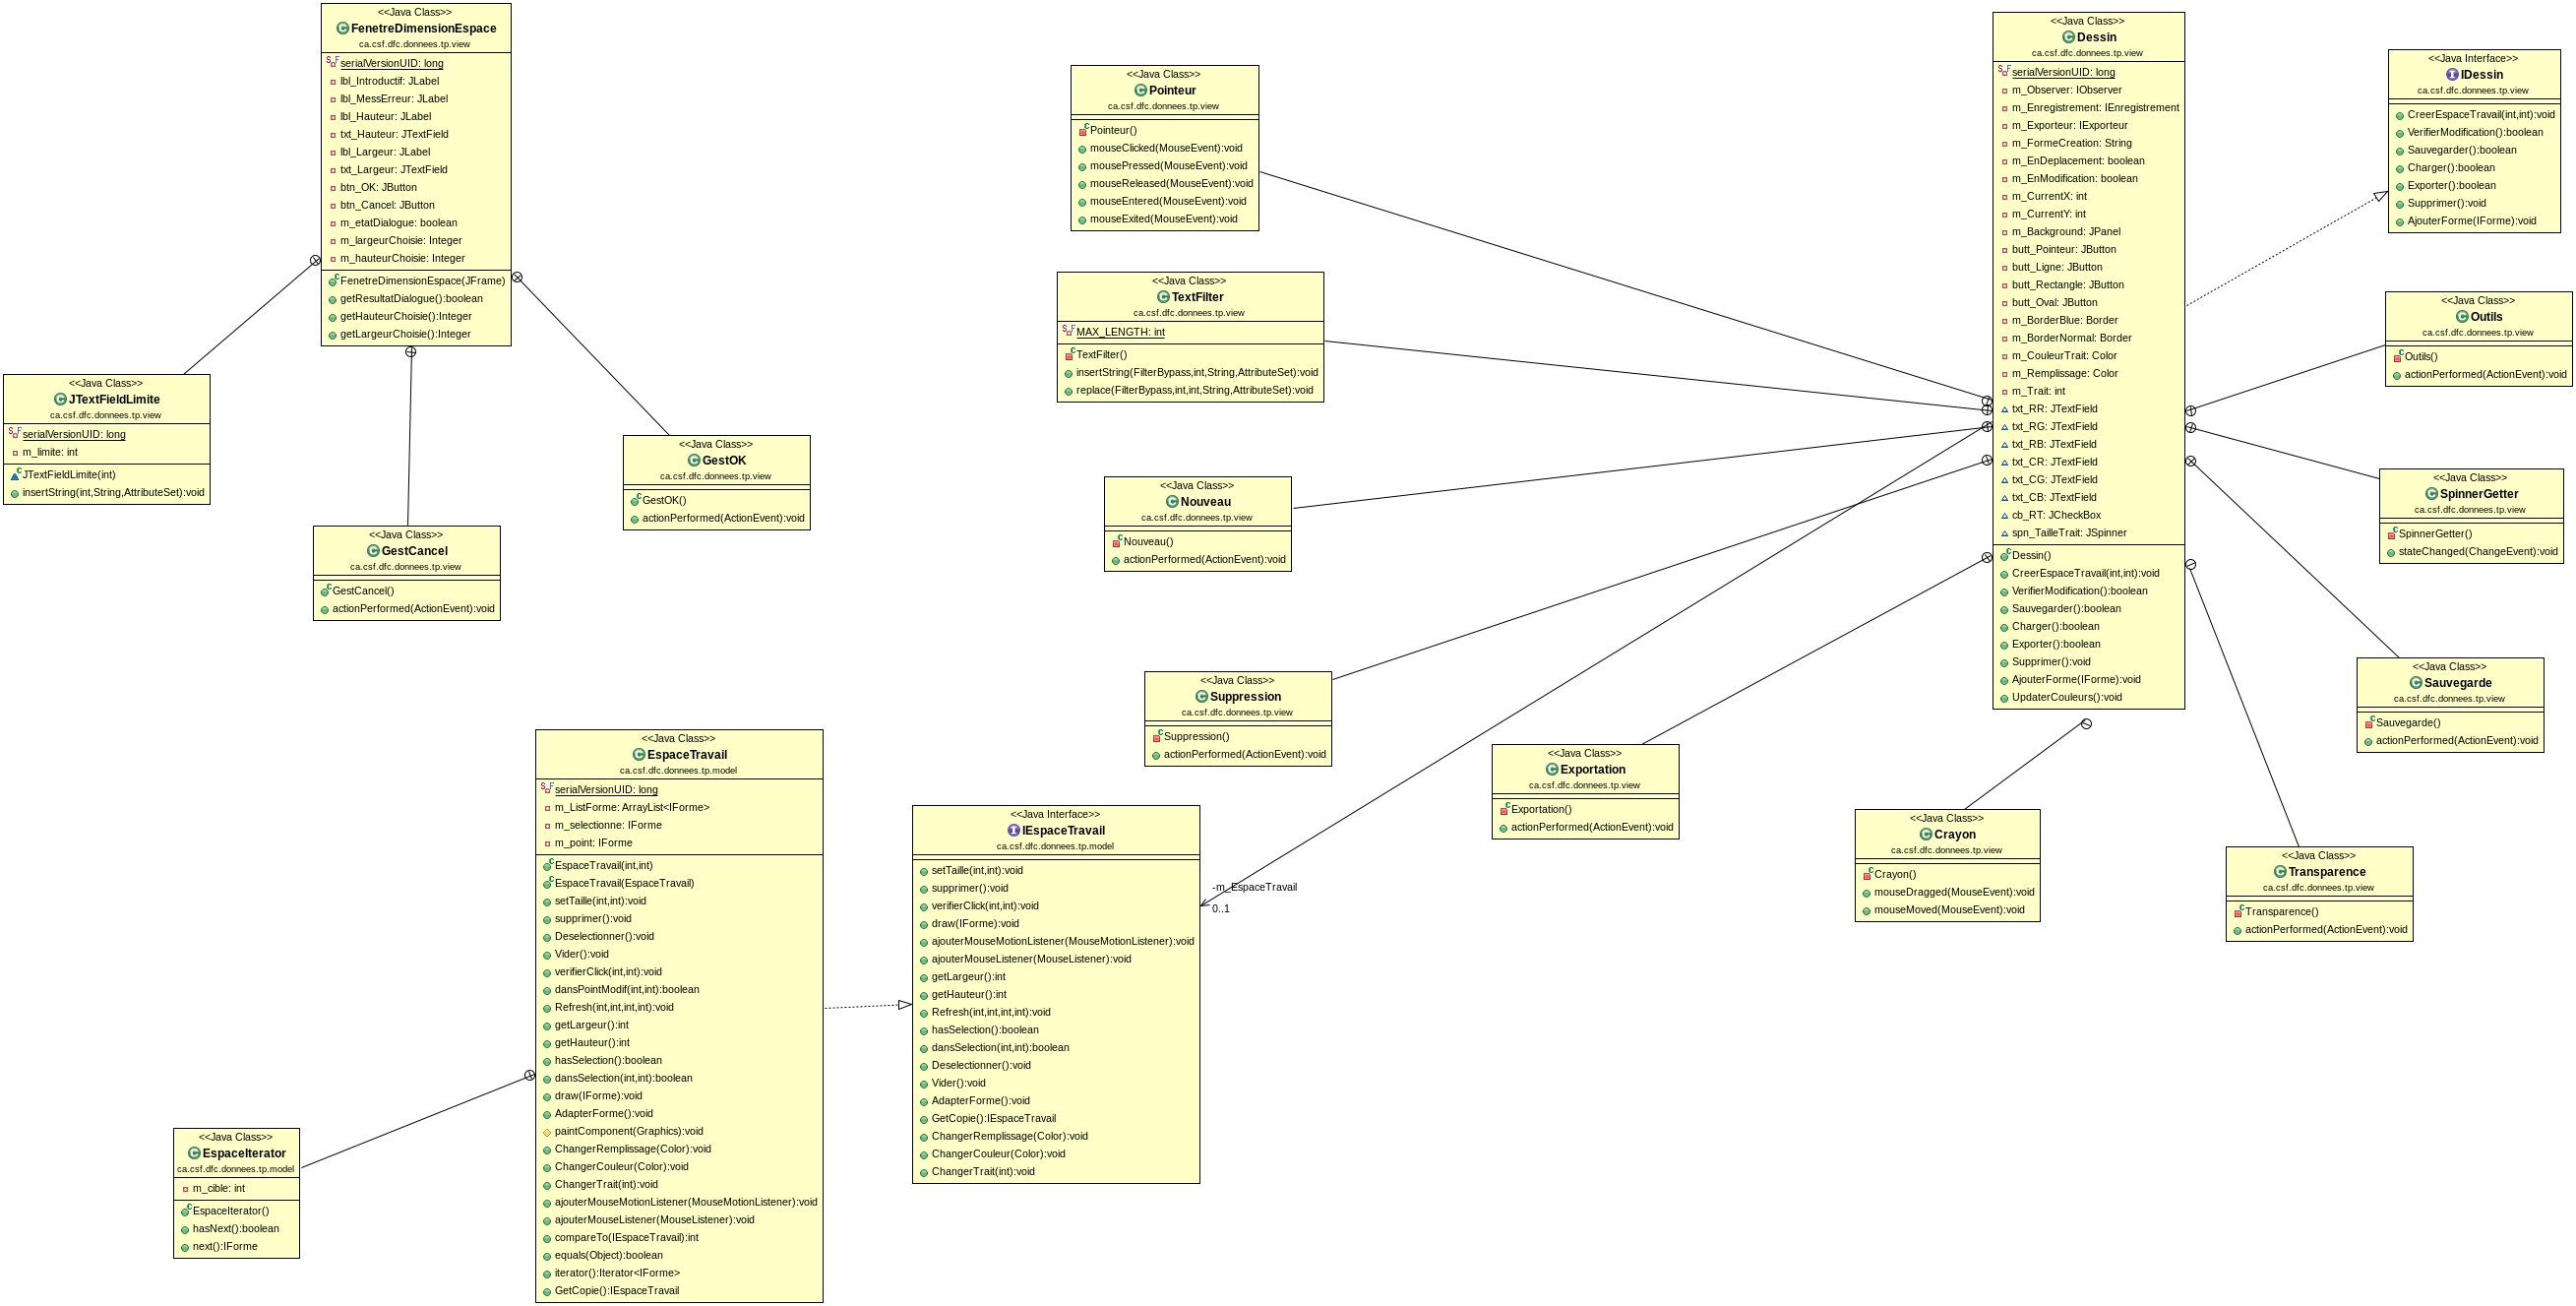 <<Java Class>>
FenetreDimensionEspace
ca.csf.dfc.donnees.tp.view
serialVersionUID: long
lbl_Introductif: JLabel
lbl_MessErreur: JLabel
lbl_Hauteur: JLabel
txt_Hauteur: JTextField
lbl_Largeur: JLabel
txt_Largeur: JTextField
btn_OK: JButton
btn_Cancel: JButton
m_etatDialogue: boolean
m_largeurChoisie: Integer
m_hauteurChoisie: Integer
FenetreDimensionEspace(JFrame)
getResultatDialogue():boolean
getHauteurChoisie():Integer
getLargeurChoisie():Integer
<<Java Class>>
JTextFieldLimite
ca.csf.dfc.donnees.tp.view
serialVersionUID: long
m_limite: int
JTextFieldLimite(int)
insertString(int,String,AttributeSet):void
<<Java Class>>
GestCancel
ca.csf.dfc.donnees.tp.view
GestCancel()
actionPerformed(ActionEvent):void
<<Java Class>>
GestOK
ca.csf.dfc.donnees.tp.view
GestOK()
actionPerformed(ActionEvent):void
<<Java Class>>
Pointeur
ca.csf.dfc.donnees.tp.view
Pointeur()
mouseClicked(MouseEvent):void
mousePressed(MouseEvent):void
mouseReleased(MouseEvent):void
mouseEntered(MouseEvent):void
mouseExited(MouseEvent):void
<<Java Class>>
TextFilter
ca.csf.dfc.donnees.tp.view
MAX_LENGTH: int
TextFilter()
insertString(FilterBypass,int,String,AttributeSet):void
replace(FilterBypass,int,int,String,AttributeSet):void
<<Java Class>>
Nouveau
ca.csf.dfc.donnees.tp.view
Nouveau()
actionPerformed(ActionEvent):void
<<Java Class>>
Suppression
ca.csf.dfc.donnees.tp.view
Suppression()
actionPerformed(ActionEvent):void
<<Java Class>>
Exportation
ca.csf.dfc.donnees.tp.view
Exportation()
actionPerformed(ActionEvent):void
<<Java Class>>
Dessin
ca.csf.dfc.donnees.tp.view
serialVersionUID: long
m_Observer: IObserver
m_Enregistrement: IEnregistrement
m_Exporteur: IExporteur
m_FormeCreation: String
m_EnDeplacement: boolean
m_EnModification: boolean
m_CurrentX: int
m_CurrentY: int
m_Background: JPanel
butt_Pointeur: JButton
butt_Ligne: JButton
butt_Rectangle: JButton
butt_Oval: JButton
m_BorderBlue: Border
m_BorderNormal: Border
m_CouleurTrait: Color
m_Remplissage: Color
m_Trait: int
txt_RR: JTextField
txt_RG: JTextField
txt_RB: JTextField
txt_CR: JTextField
txt_CG: JTextField
txt_CB: JTextField
cb_RT: JCheckBox
spn_TailleTrait: JSpinner
Dessin()
CreerEspaceTravail(int,int):void
VerifierModification():boolean
Sauvegarder():boolean
Charger():boolean
Exporter():boolean
Supprimer():void
AjouterForme(IForme):void
UpdaterCouleurs():void
<<Java Interface>>
IDessin
ca.csf.dfc.donnees.tp.view
CreerEspaceTravail(int,int):void
VerifierModification():boolean
Sauvegarder():boolean
Charger():boolean
Exporter():boolean
Supprimer():void
AjouterForme(IForme):void
<<Java Class>>
Outils
ca.csf.dfc.donnees.tp.view
Outils()
actionPerformed(ActionEvent):void
<<Java Class>>
SpinnerGetter
ca.csf.dfc.donnees.tp.view
SpinnerGetter()
stateChanged(ChangeEvent):void
<<Java Class>>
Sauvegarde
ca.csf.dfc.donnees.tp.view
Sauvegarde()
actionPerformed(ActionEvent):void
<<Java Class>>
Crayon
ca.csf.dfc.donnees.tp.view
Crayon()
mouseDragged(MouseEvent):void
mouseMoved(MouseEvent):void
<<Java Class>>
Transparence
ca.csf.dfc.donnees.tp.view
Transparence()
actionPerformed(ActionEvent):void
<<Java Class>>
EspaceTravail
ca.csf.dfc.donnees.tp.model
serialVersionUID: long
m_ListForme: ArrayList<IForme>
m_selectionne: IForme
m_point: IForme
EspaceTravail(int,int)
EspaceTravail(EspaceTravail)
setTaille(int,int):void
supprimer():void
Deselectionner():void
Vider():void
verifierClick(int,int):void
dansPointModif(int,int):boolean
Refresh(int,int,int,int):void
getLargeur():int
getHauteur():int
hasSelection():boolean
dansSelection(int,int):boolean
draw(IForme):void
AdapterForme():void
paintComponent(Graphics):void
ChangerRemplissage(Color):void
ChangerCouleur(Color):void
ChangerTrait(int):void
ajouterMouseMotionListener(MouseMotionListener):void
ajouterMouseListener(MouseListener):void
compareTo(IEspaceTravail):int
equals(Object):boolean
iterator():Iterator<IForme>
GetCopie():IEspaceTravail
<<Java Interface>>
IEspaceTravail
ca.csf.dfc.donnees.tp.model
setTaille(int,int):void
supprimer():void
verifierClick(int,int):void
draw(IForme):void
ajouterMouseMotionListener(MouseMotionListener):void
ajouterMouseListener(MouseListener):void
getLargeur():int
getHauteur():int
Refresh(int,int,int,int):void
hasSelection():boolean
dansSelection(int,int):boolean
Deselectionner():void
Vider():void
AdapterForme():void
GetCopie():IEspaceTravail
ChangerRemplissage(Color):void
ChangerCouleur(Color):void
ChangerTrait(int):void
-m_EspaceTravail
0..1
<<Java Class>>
EspaceIterator
ca.csf.dfc.donnees.tp.model
m_cible: int
EspaceIterator()
hasNext():boolean
next():IForme